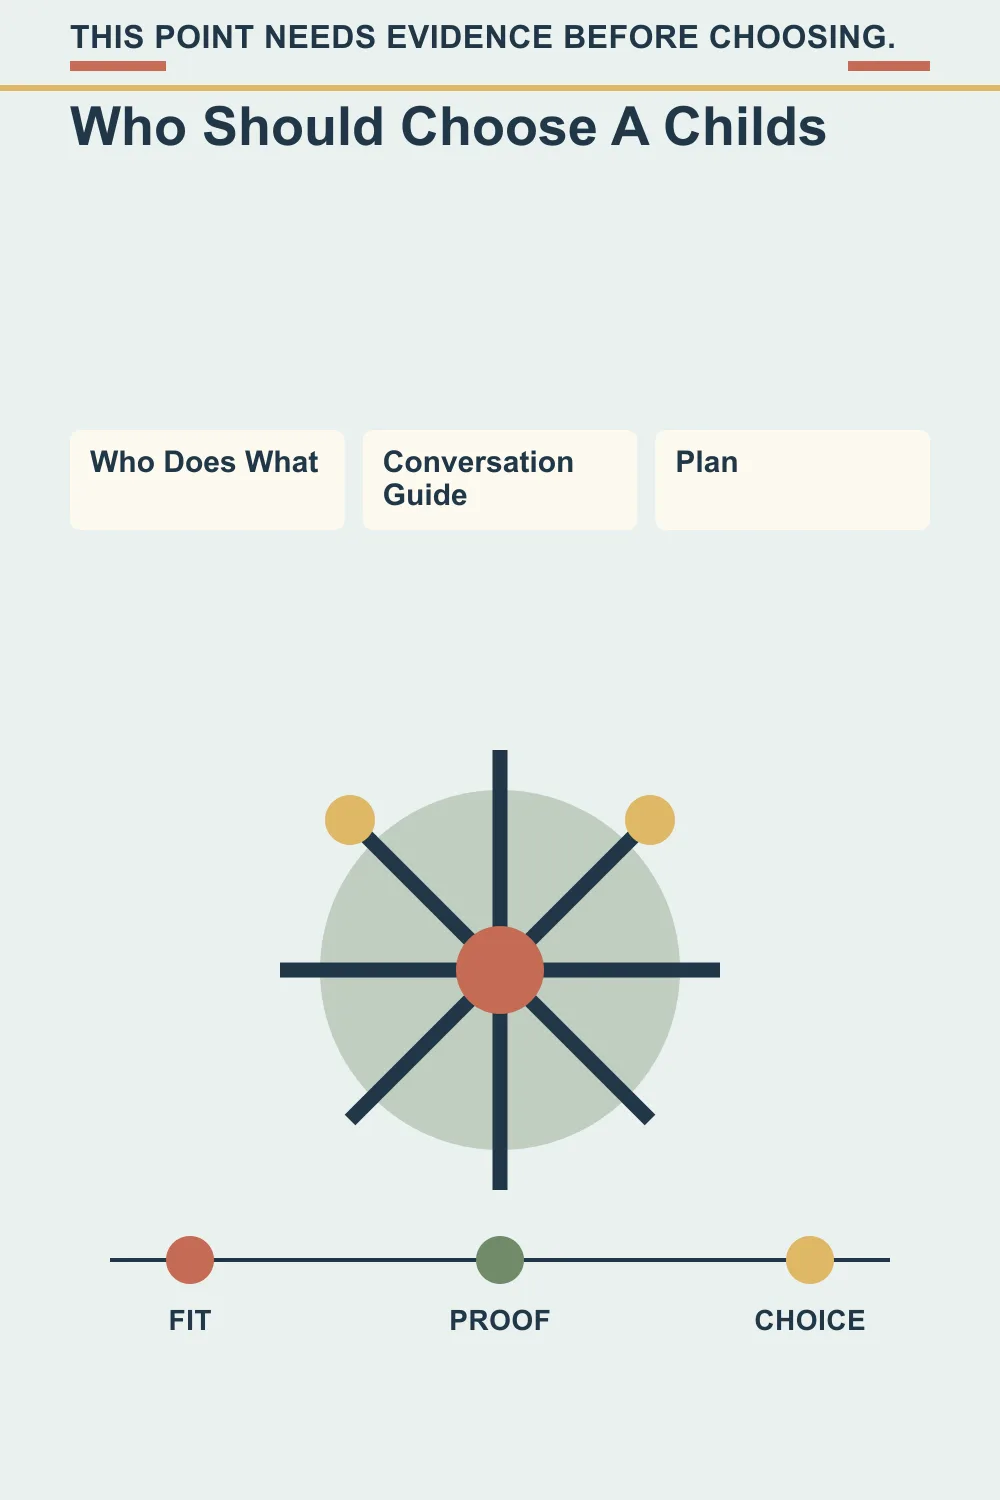 THIS POINT NEEDS EVIDENCE BEFORE CHOOSING.
Who Should Choose A Childs
Who Does What
Conversation
Guide
Plan
FIT
PROOF
CHOICE